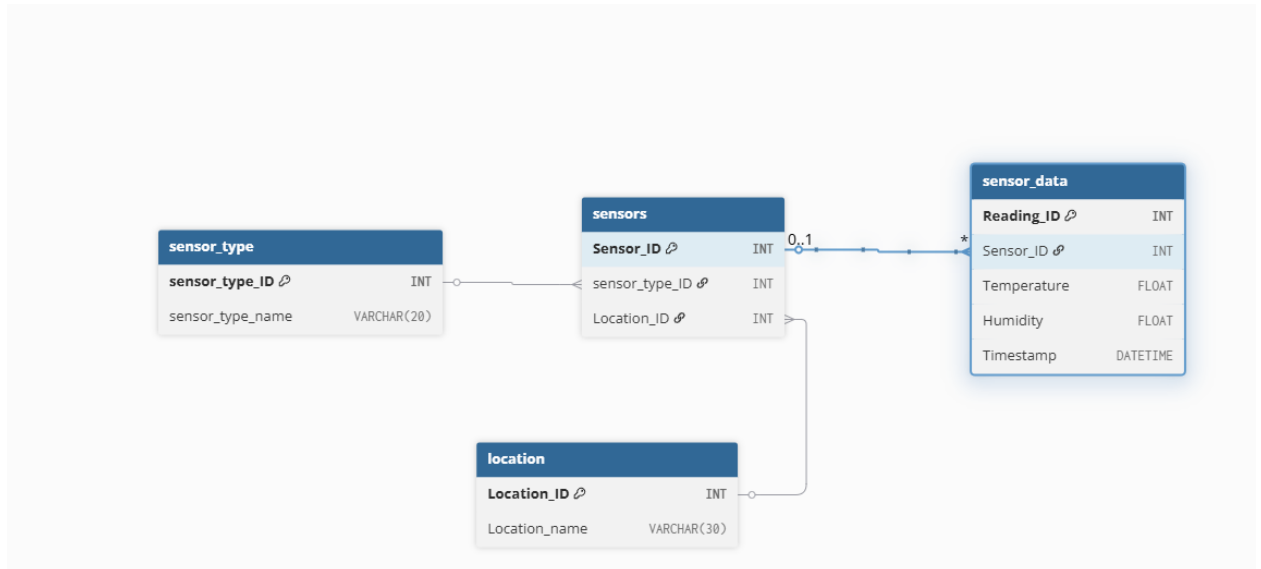 sensor_data
Reading_ID INT
Sensor_ID INT
Temperature FLOAT
Humidity FLOAT
Timestamp DATETIME
sensors
Sensor_ID INT
sensor_type_ID INT
Location_ID INT
0..1
*
sensor_type
sensor_type_ID INT
sensor_type_name VARCHAR(20)
location
Location_ID INT
Location_name VARCHAR(30)